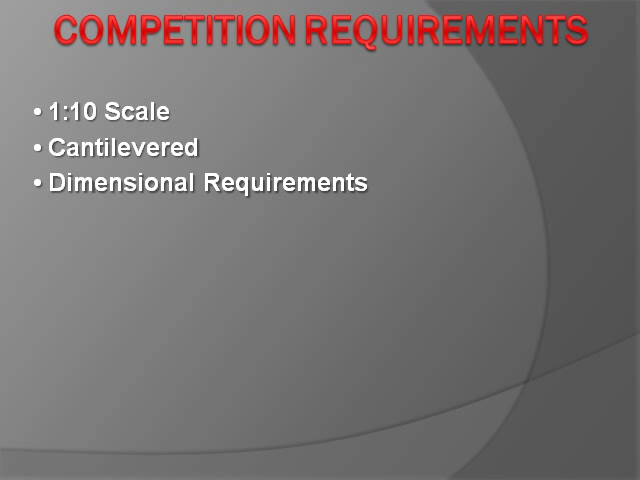 COMPETITION REQUIREMENTS
• 1:10 Scale
• Cantilevered
• Dimensional Requirements